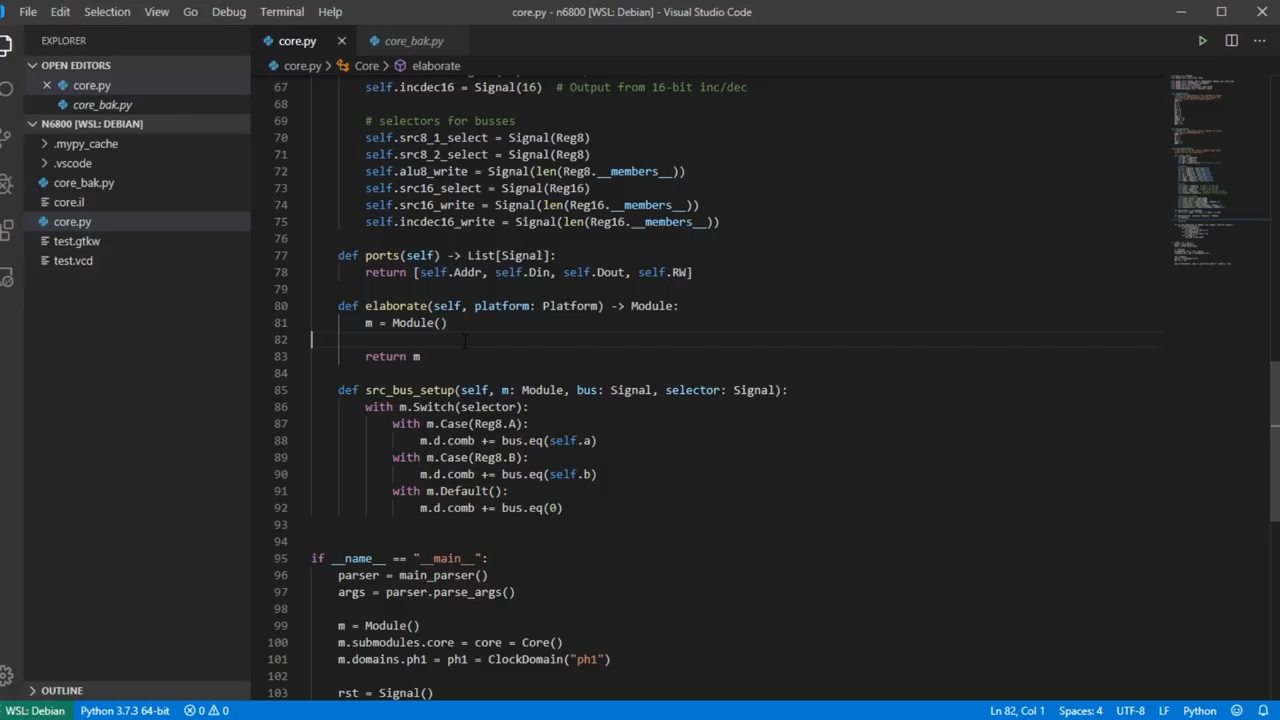 File Edit Selection View Go Debug Terminal Help
core.py - n6800 [WSL: Debian] - Visual Studio Code
EXPLORER
OPEN EDITORS
core.py
core_bak.py
N6800 [WSL: DEBIAN]
.mypy_cache
.vscode
core_bak.py
core.il
core.py
test.gtkw
test.vcd
OUTLINE
core.py
core_bak.py
core.py > Core > elaborate
67 self.incdec16 = Signal(16)  # Output from 16-bit inc/dec
68
69 # selectors for busses
70 self.src8_1_select = Signal(Reg8)
71 self.src8_2_select = Signal(Reg8)
72 self.alu8_write = Signal(len(Reg8.__members__))
73 self.src16_select = Signal(Reg16)
74 self.src16_write = Signal(len(Reg16.__members__))
75 self.incdec16_write = Signal(len(Reg16.__members__))
76
77 def ports(self) -> List[Signal]:
78 return [self.Addr, self.Din, self.Dout, self.RW]
79
80 def elaborate(self, platform: Platform) -> Module:
81 m = Module()
82
83 return m
84
85 def src_bus_setup(self, m: Module, bus: Signal, selector: Signal):
86 with m.Switch(selector):
87 with m.Case(Reg8.A):
88 m.d.comb += bus.eq(self.a)
89 with m.Case(Reg8.B):
90 m.d.comb += bus.eq(self.b)
91 with m.Default():
92 m.d.comb += bus.eq(0)
93
94
95 if __name__ == "__main__":
96 parser = main_parser()
97 args = parser.parse_args()
98
99 m = Module()
100 m.submodules.core = core = Core()
101 m.domains.ph1 = ph1 = ClockDomain("ph1")
102
103 rst = Signal()
WSL: Debian Python 3.7.3 64-bit 0 0 Ln 82, Col 1 Spaces: 4 UTF-8 LF Python